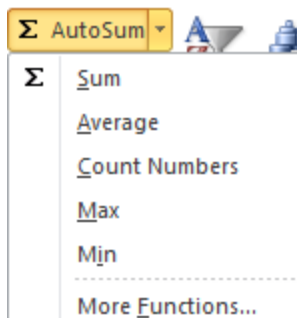 Σ AutoSum
Σ Sum
Average
Count Numbers
Max
Min
More Functions...